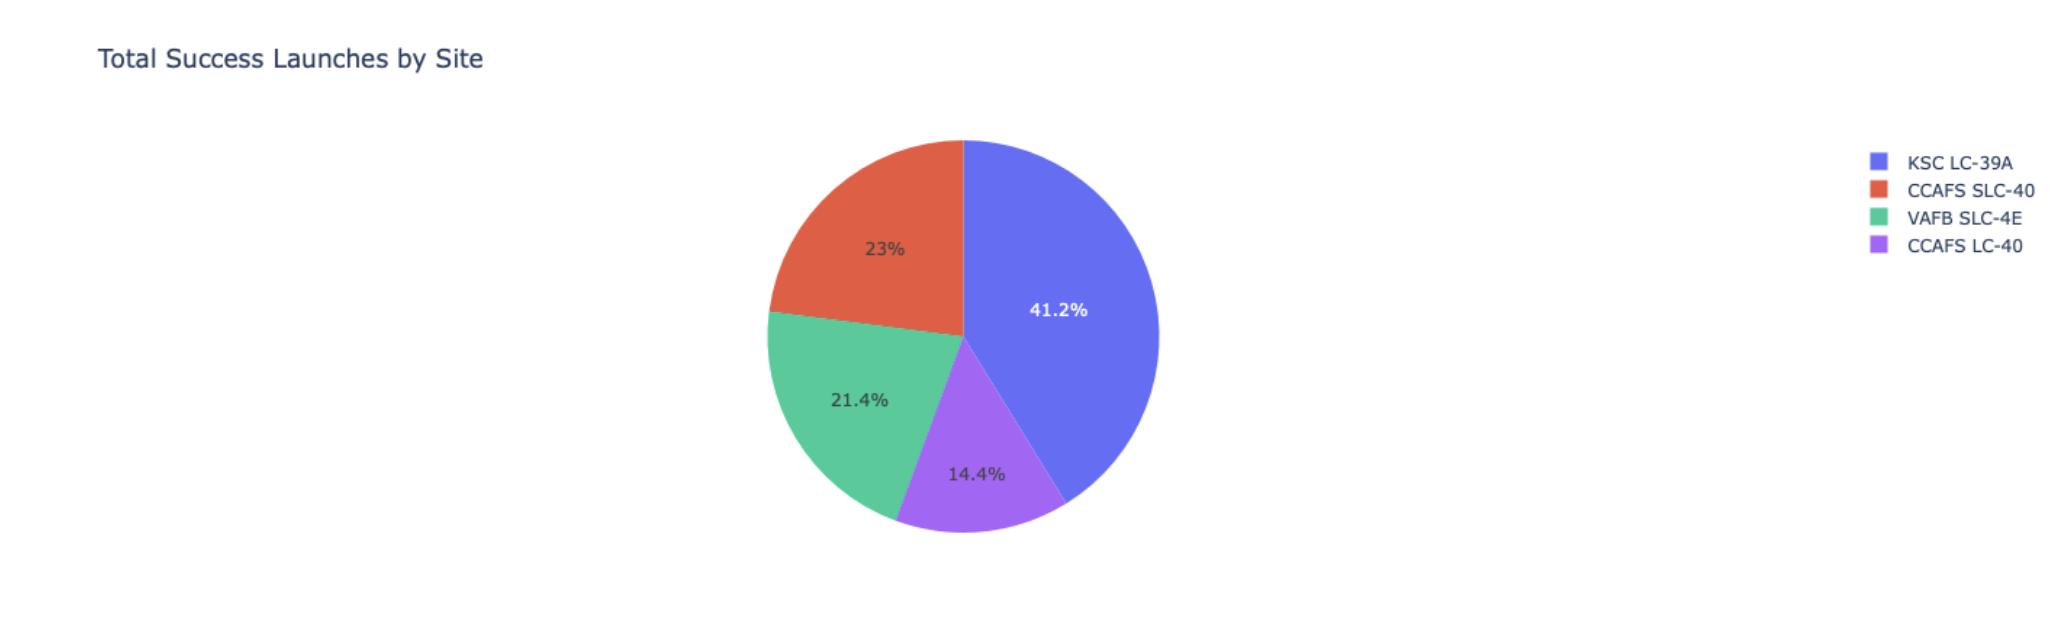 Total Success Launches by Site
KSC LC-39A
CCAFS SLC-40
VAFB SLC-4E
CCAFS LC-40
23%
41.2%
21.4%
14.4%